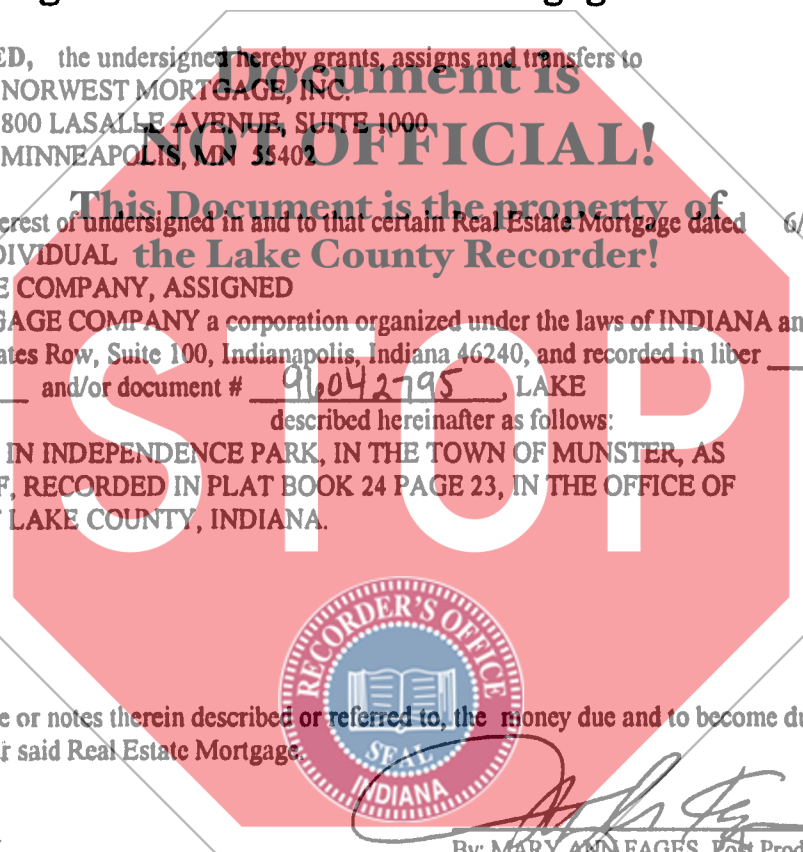 ED, the undersigned hereby grants, assigns and transfers to
NORWEST MORTGAGE, INC.
800 LASALLE AVENUE, SUITE 1000
MINNEAPOLIS, MN 55402
Document is
NOT OFFICIAL!
This Document is the property of
the Lake County Recorder!
erest of undersigned in and to that certain Real Estate Mortgage dated 6/
DIVIDUAL
E COMPANY, ASSIGNED
GAGE COMPANY a corporation organized under the laws of INDIANA an
ates Row, Suite 100, Indianapolis, Indiana 46240, and recorded in liber
and/or document # 96042795, LAKE
described hereinafter as follows:
IN INDEPENDENCE PARK, IN THE TOWN OF MUNSTER, AS
F, RECORDED IN PLAT BOOK 24 PAGE 23, IN THE OFFICE OF
LAKE COUNTY, INDIANA.
STOP
RECORDER'S OFFICE
SEAL
INDIANA
e or notes therein described or referred to, the money due and to become du
r said Real Estate Mortgage.
By: MARY ANN FAGES, Post Prod